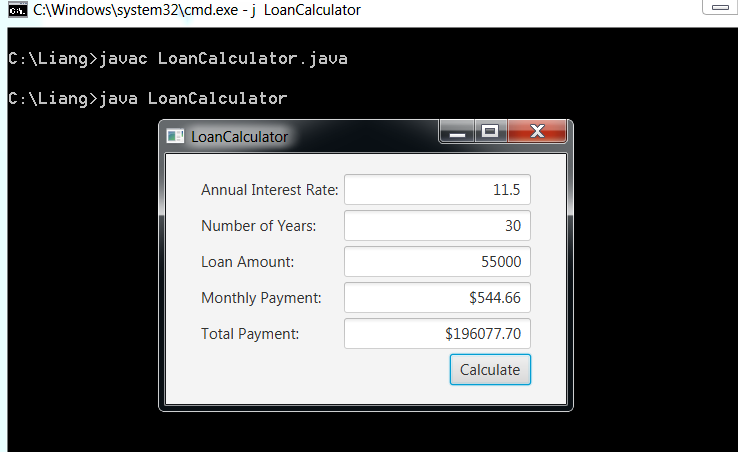 C:\Windows\system32\cmd.exe - j LoanCalculator
C:\Liang>javac LoanCalculator.java
C:\Liang>java LoanCalculator
LoanCalculator
Annual Interest Rate: 11.5
Number of Years: 30
Loan Amount: 55000
Monthly Payment: $544.66
Total Payment: $196077.70
Calculate